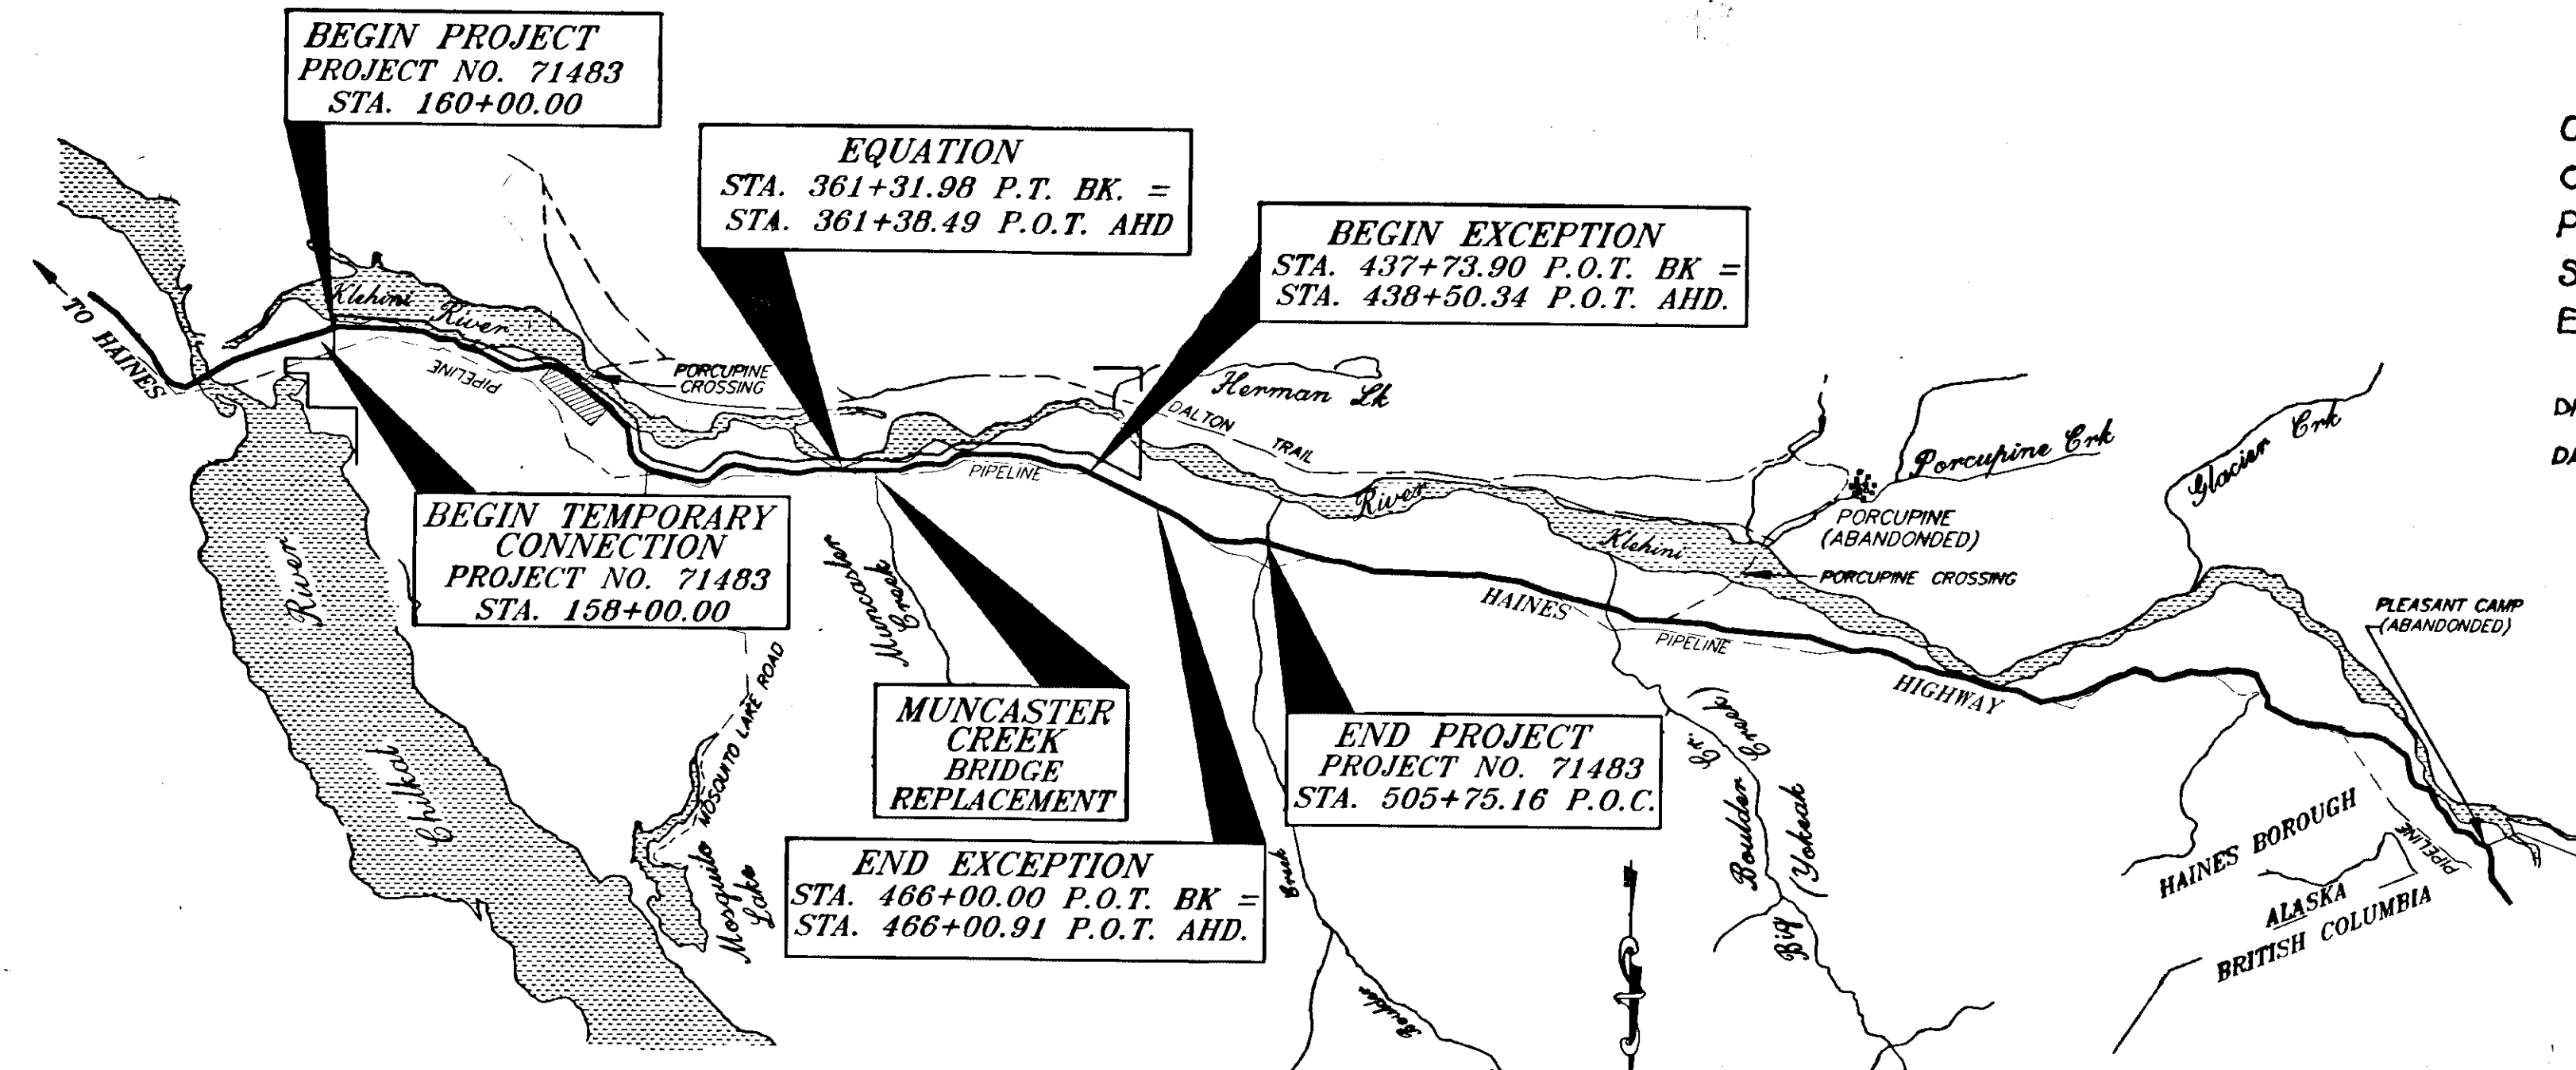 BEGIN PROJECT
PROJECT NO. 71483
STA. 160+00.00
EQUATION
STA. 361+31.98 P.T. BK. =
STA. 361+38.49 P.O.T. AHD
BEGIN EXCEPTION
STA. 437+73.90 P.O.T. BK =
STA. 438+50.34 P.O.T. AHD.
TO HAINES
Klehini
River
PIPELINE
PORCUPINE
CROSSING
Herman Lk
DALTON
TRAIL
PIPELINE
River
Klehini
Porcupine Crk
PORCUPINE
(ABANDONDED)
PORCUPINE CROSSING
Glacier Crk
PLEASANT CAMP
(ABANDONDED)
BEGIN TEMPORARY
CONNECTION
PROJECT NO. 71483
STA. 158+00.00
River
Chilkat
Muncaster
Creek
MOSQUITO LAKE ROAD
Mosquito
Lake
MUNCASTER
CREEK
BRIDGE
REPLACEMENT
END EXCEPTION
STA. 466+00.00 P.O.T. BK =
STA. 466+00.91 P.O.T. AHD.
END PROJECT
PROJECT NO. 71483
STA. 505+75.16 P.O.C.
HAINES
PIPELINE
HIGHWAY
Creek
Boulder
Big Boulder Cr.
(Yokeak Creek)
HAINES BOROUGH
ALASKA
BRITISH COLUMBIA
PIPELINE